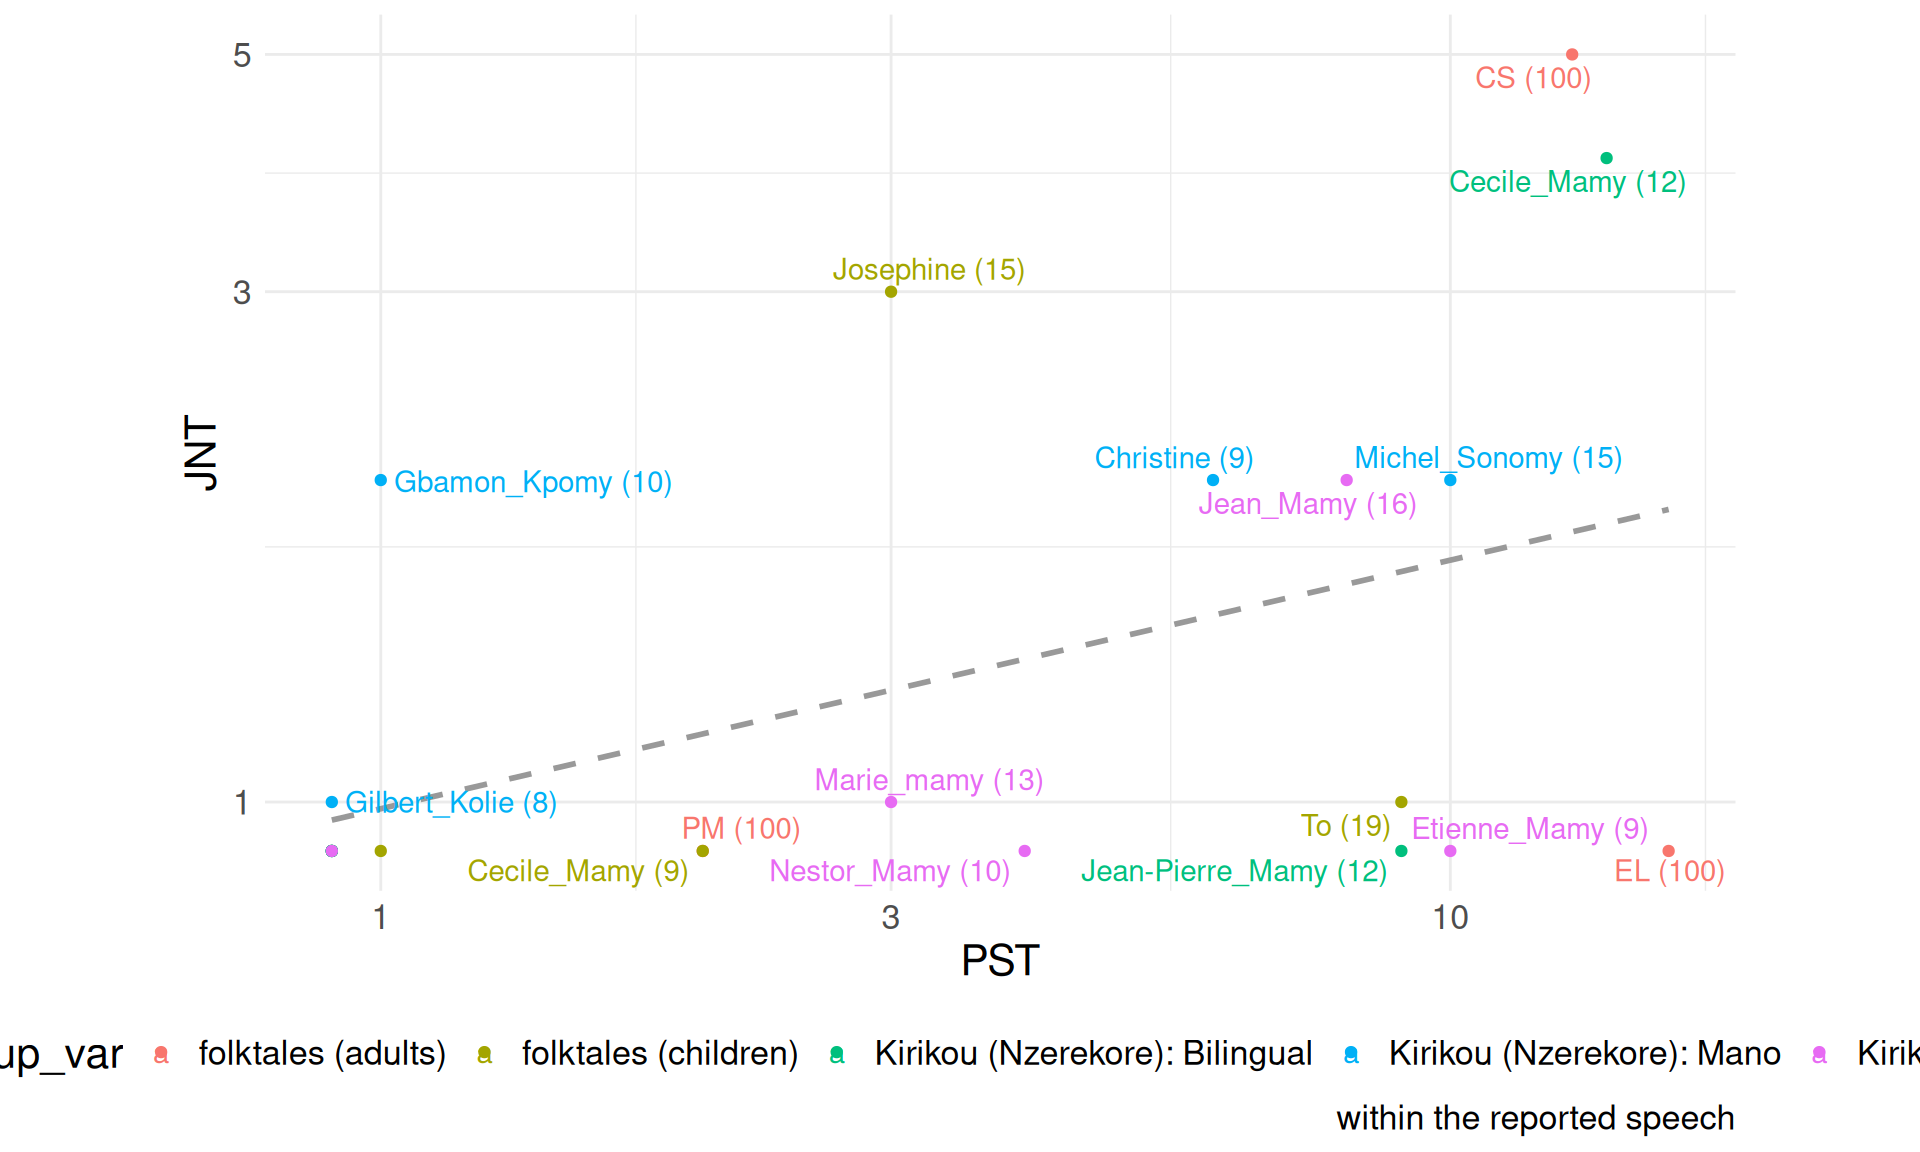 5
CS (100)
Cecile_Mamy (12)
Josephine (15)
3
JNT
Christine (9)
Michel_Sonomy (15)
Gbamon_Kpomy (10)
Jean_Mamy (16)
Marie_mamy (13)
1
Gilbert_Kolie (8)
PM (100)
To (19)
Etienne_Mamy (9)
Cecile_Mamy (9)
Nestor_Mamy (10)
Jean-Pierre_Mamy (12)
EL (100)
1 3 10
PST
up_var a folktales (adults) a folktales (children) a Kirikou (Nzerekore): Bilingual a Kirikou (Nzerekore): Mano a Kirik
within the reported speech